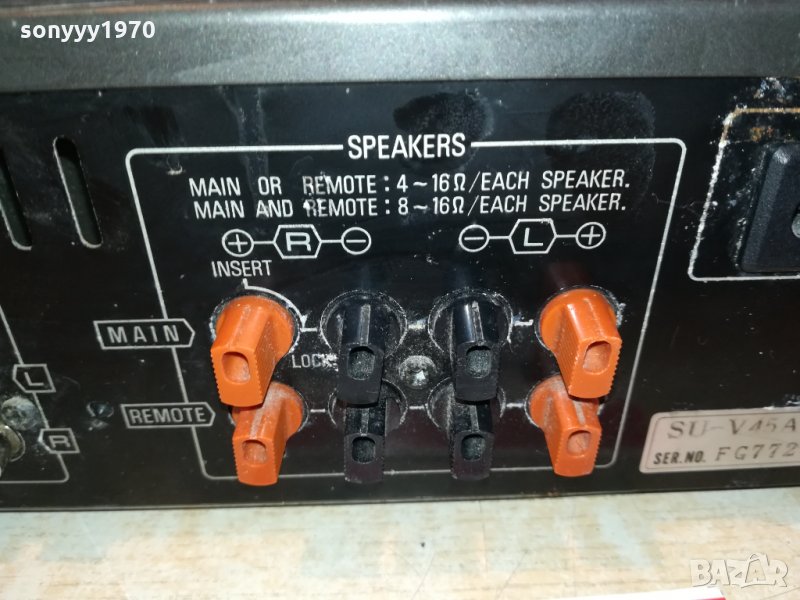 sonyyy1970
SPEAKERS
MAIN OR REMOTE : 4 ~ 16Ω/EACH SPEAKER.
MAIN AND REMOTE : 8 ~ 16Ω/EACH SPEAKER.
+ R − − L +
INSERT
MAIN
LOCK
L
REMOTE
R
SU-V45A
SER.NO. FG772
BAZAR